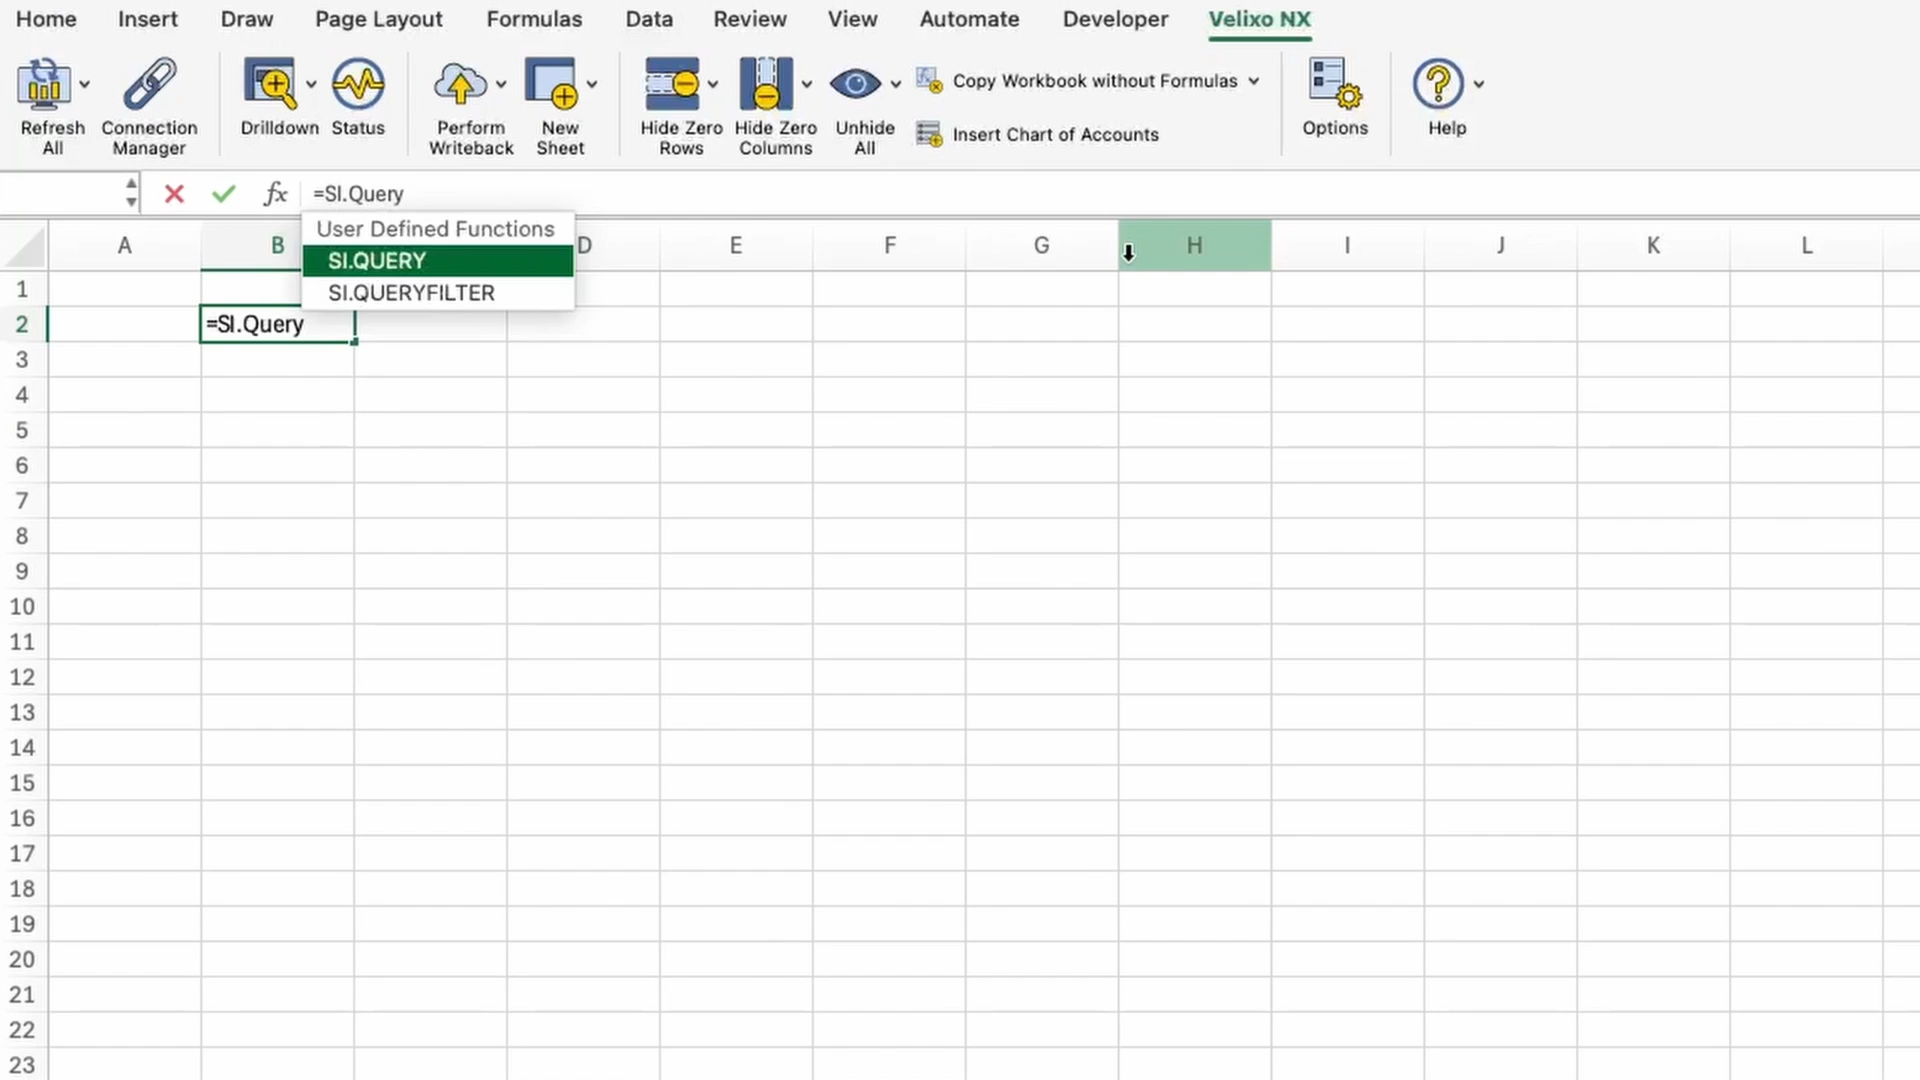 Home Insert Draw Page Layout Formulas Data Review View Automate Developer Velixo NX
Refresh All
Connection Manager
Drilldown
Status
Perform Writeback
New Sheet
Hide Zero Rows
Hide Zero Columns
Unhide All
Copy Workbook without Formulas
Insert Chart of Accounts
Options
Help
fx =SI.Query
User Defined Functions
SI.QUERY
SI.QUERYFILTER
A B D E F G H I J K L
1
2 =SI.Query
3
4
5
6
7
8
9
10
11
12
13
14
15
16
17
18
19
20
21
22
23